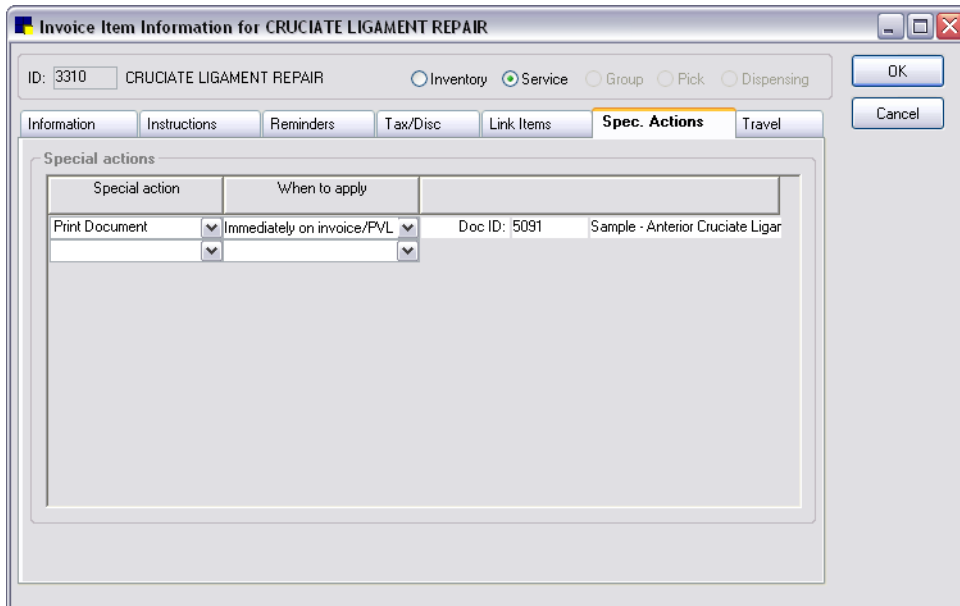 Invoice Item Information for CRUCIATE LIGAMENT REPAIR
ID: 3310 CRUCIATE LIGAMENT REPAIR Inventory Service Group Pick Dispensing OK
Cancel
Information Instructions Reminders Tax/Disc Link Items Spec. Actions Travel
Special actions
Special action When to apply
Print Document Immediately on invoice/PVL Doc ID: 5091 Sample - Anterior Cruciate Ligar